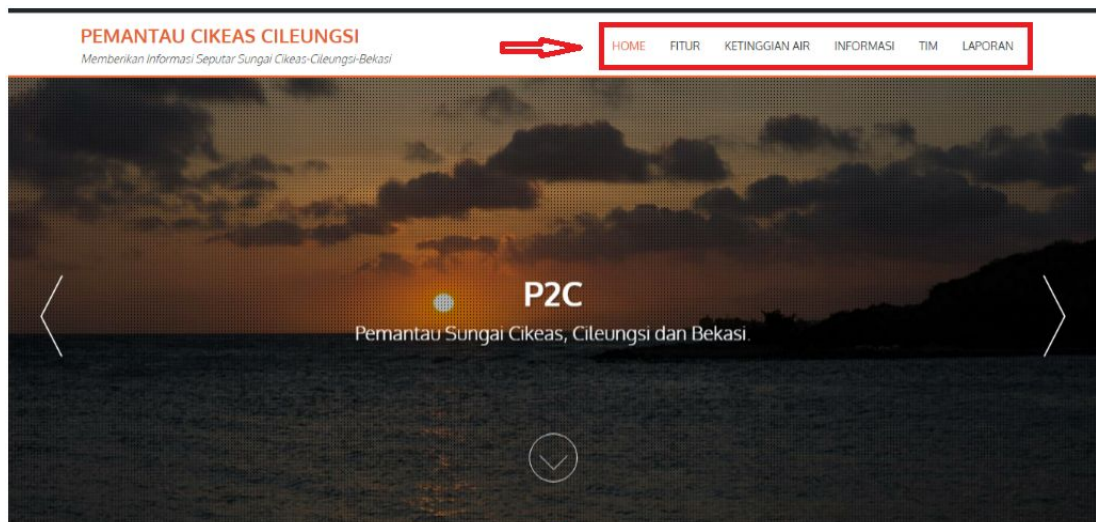 PEMANTAU CIKEAS CILEUNGSI
Memberikan Informasi Seputar Sungai Cikeas-Cileungsi-Bekasi
HOME FITUR KETINGGIAN AIR INFORMASI TIM LAPORAN
P2C
Pemantau Sungai Cikeas, Cileungsi dan Bekasi.